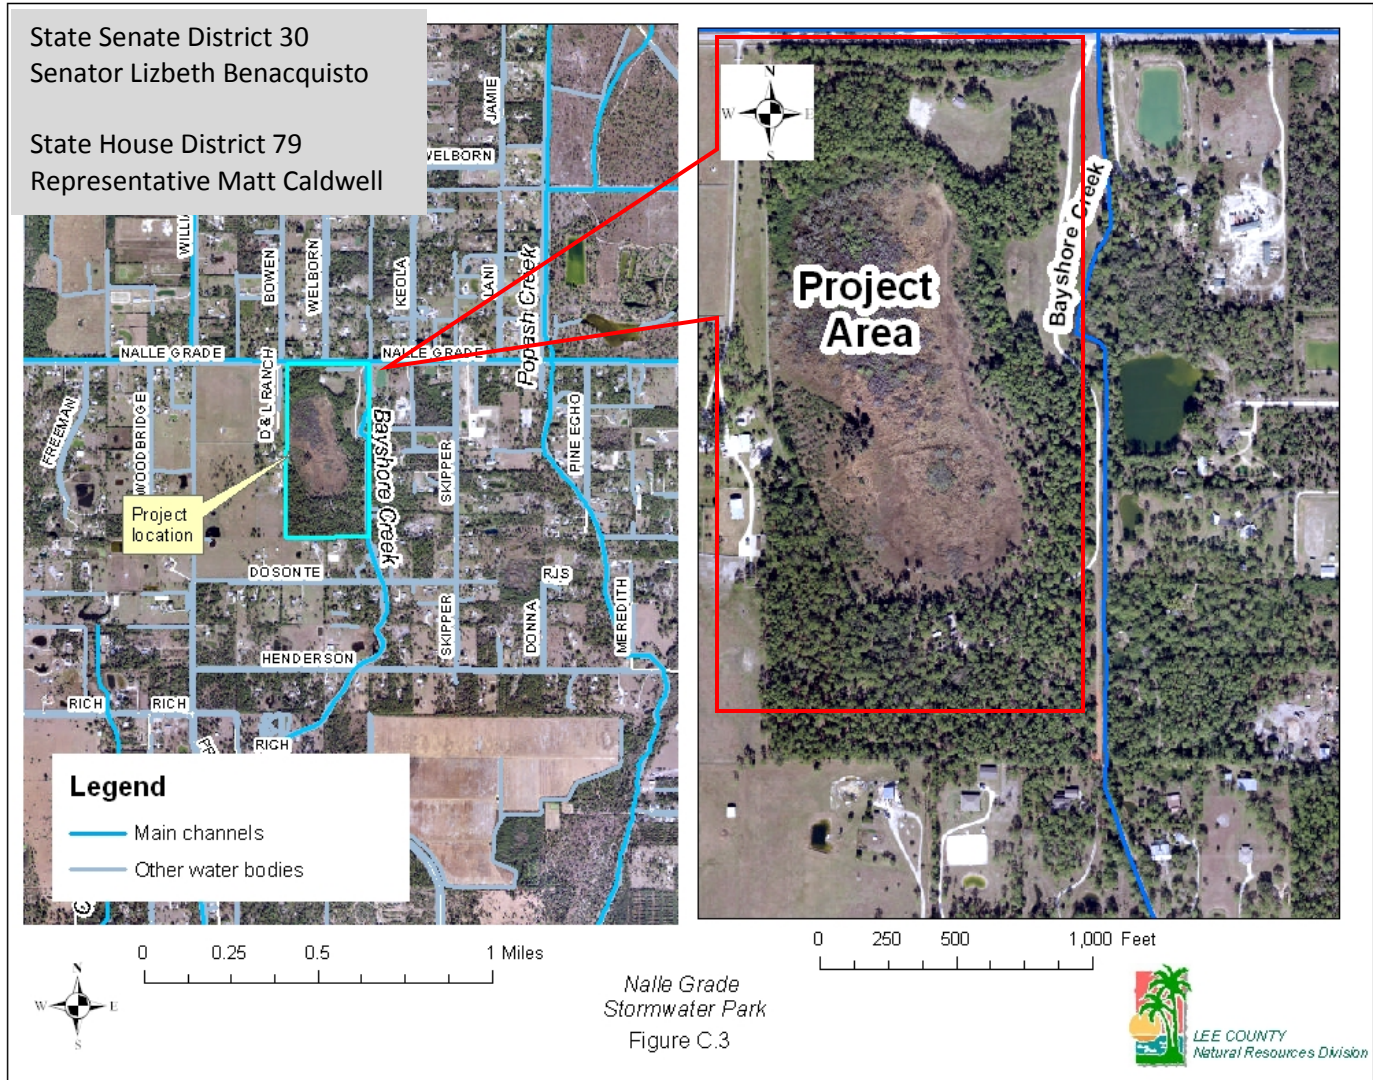 State Senate District 30
Senator Lizbeth Benacquisto
State House District 79
Representative Matt Caldwell
JAMIE
WELBORN
WILLIA
BOWEN
WELBORN
KEOLA
LANI
Popash Creek
NALLE GRADE
NALLE GRADE
FREEMAN
WOODBRIDGE
D & L RANCH
Bayshore Creek
SKIPPER
PINE ECHO
Project
location
DOSONTE
RJS
SKIPPER
DONNA
MEREDITH
HENDERSON
RICH
RICH
RICH
Legend
Main channels
Other water bodies
0 0.25 0.5 1 Miles
N
W E
S
N
W E
S
Project
Area
Bayshore Creek
0 250 500 1,000 Feet
Nalle Grade
Stormwater Park
Figure C.3
LEE COUNTY
Natural Resources Division